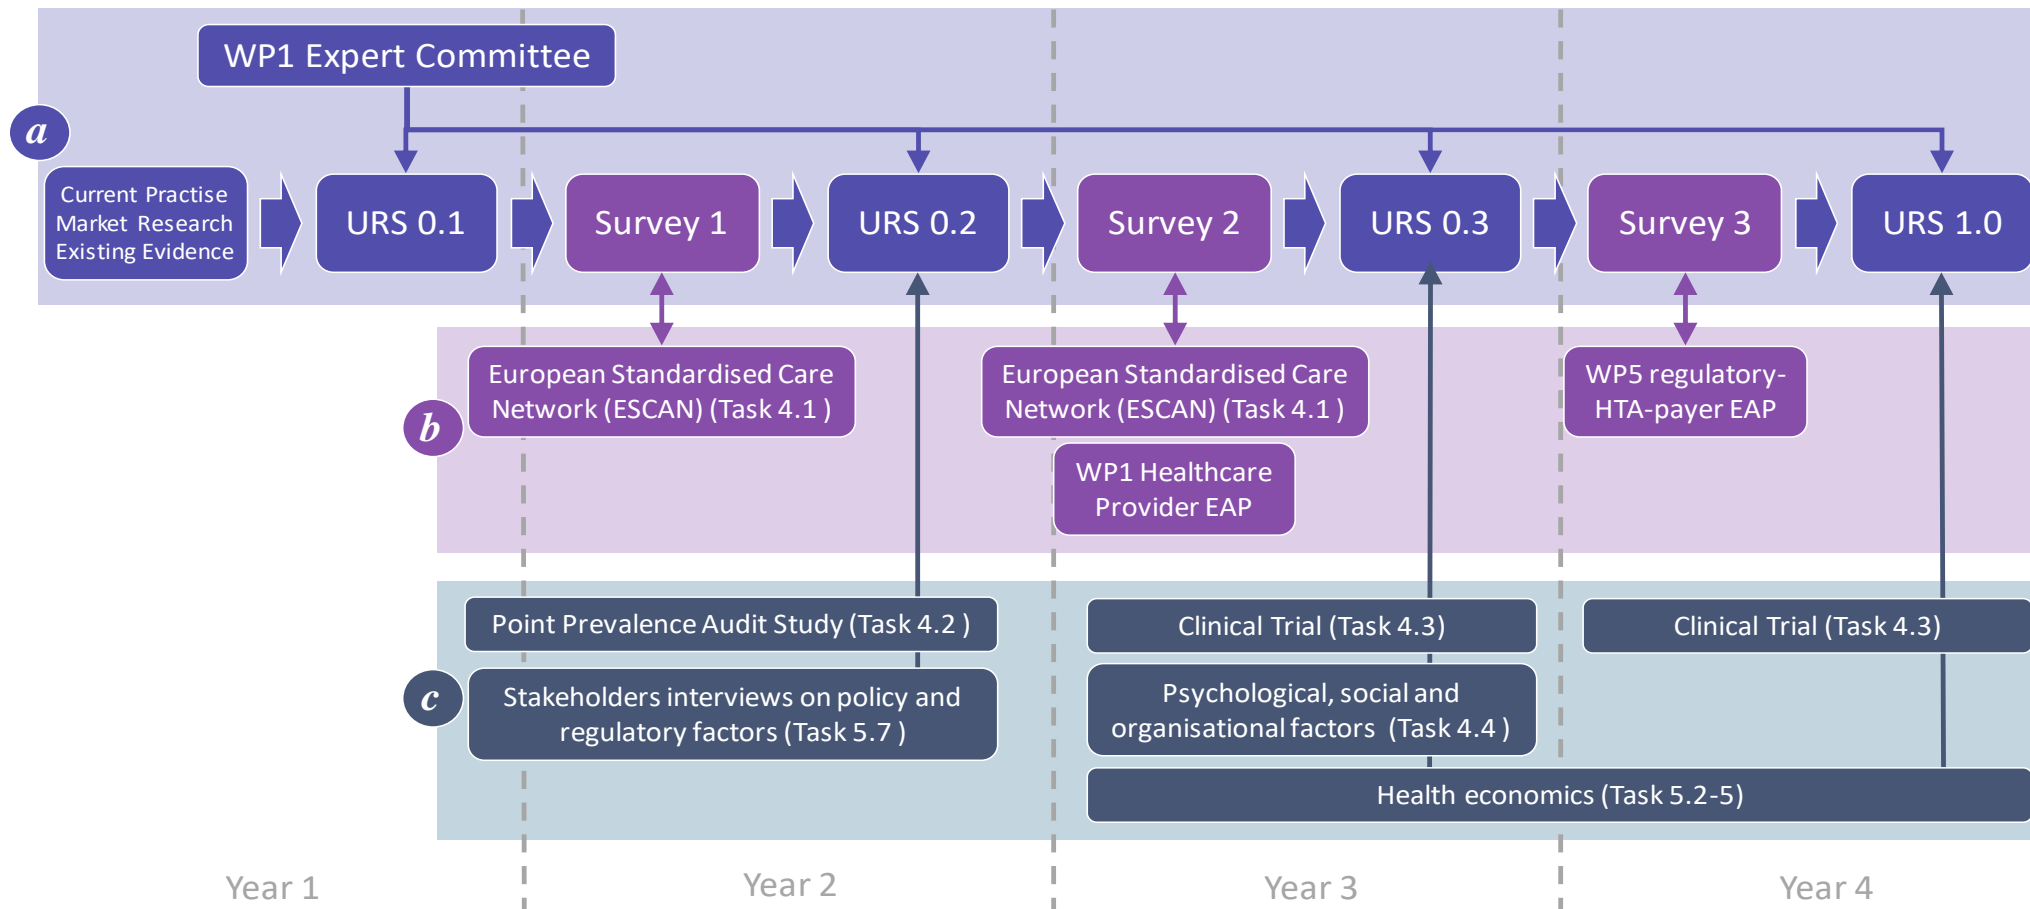 WP1 Expert Committee
a
Current Practise
Market Research
Existing Evidence
URS 0.1
Survey 1
URS 0.2
Survey 2
URS 0.3
Survey 3
URS 1.0
b
European Standardised Care
Network (ESCAN) (Task 4.1 )
European Standardised Care
Network (ESCAN) (Task 4.1 )
WP1 Healthcare
Provider EAP
WP5 regulatory-
HTA-payer EAP
c
Point Prevalence Audit Study (Task 4.2 )
Stakeholders interviews on policy and
regulatory factors (Task 5.7 )
Clinical Trial (Task 4.3)
Psychological, social and
organisational factors (Task 4.4 )
Clinical Trial (Task 4.3)
Health economics (Task 5.2-5)
Year 1
Year 2
Year 3
Year 4